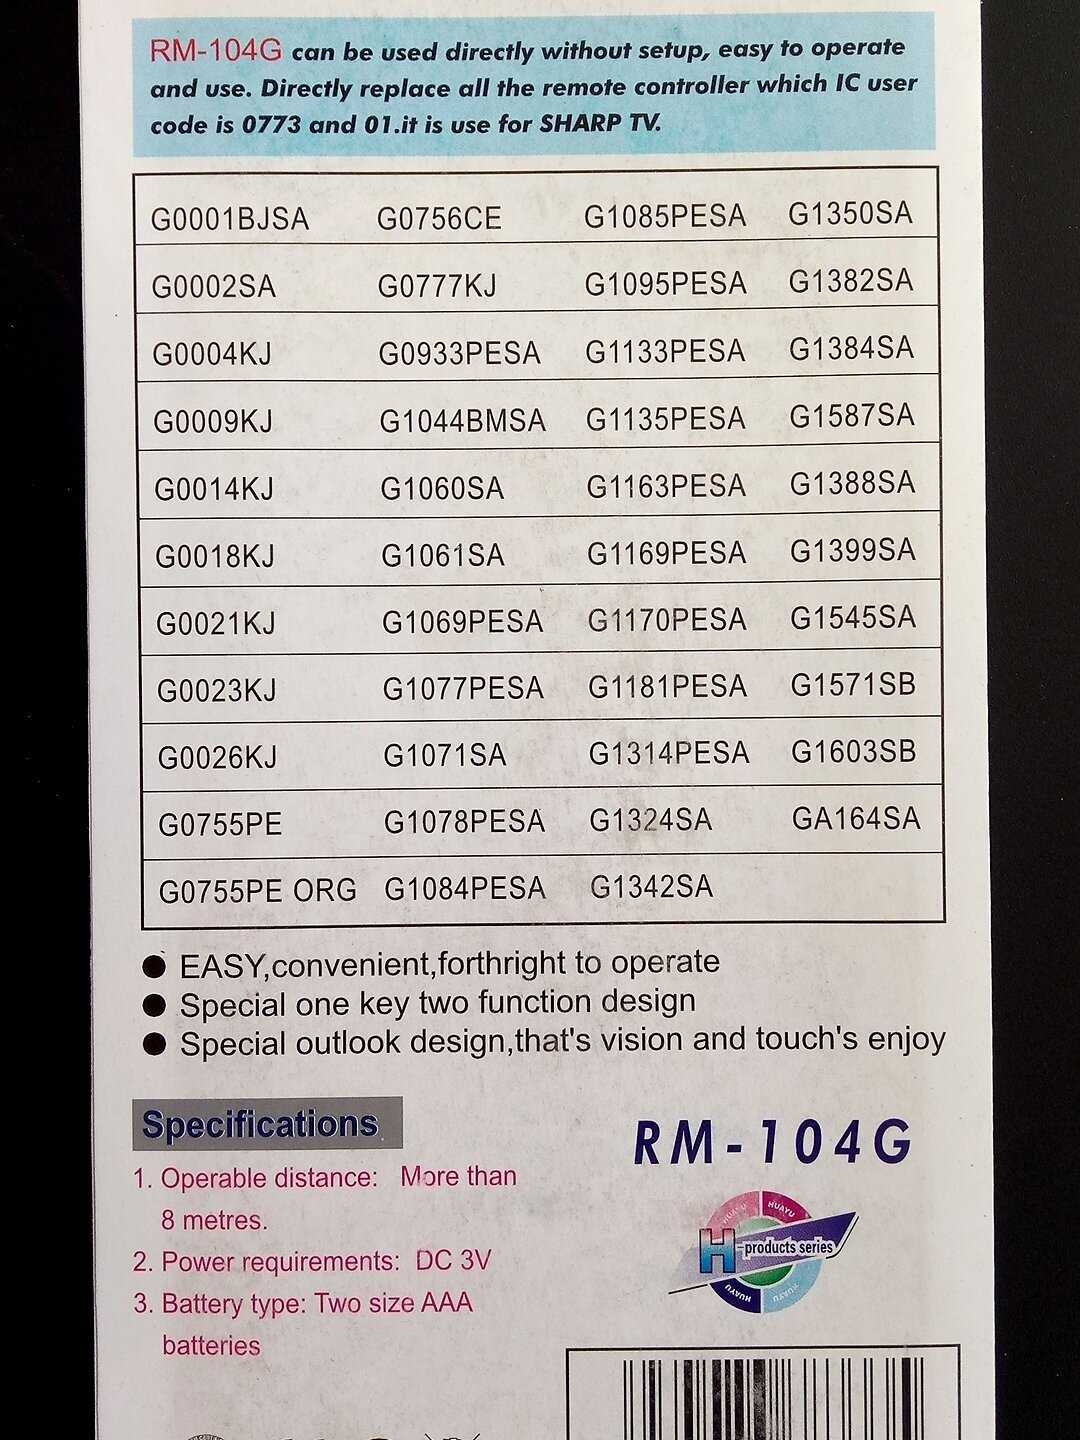 RM-104G can be used directly without setup, easy to operate
and use. Directly replace all the remote controller which IC user
code is 0773 and 01.it is use for SHARP TV.
G0001BJSA G0756CE G1085PESA G1350SA
G0002SA G0777KJ G1095PESA G1382SA
G0004KJ G0933PESA G1133PESA G1384SA
G0009KJ G1044BMSA G1135PESA G1587SA
G0014KJ G1060SA G1163PESA G1388SA
G0018KJ G1061SA G1169PESA G1399SA
G0021KJ G1069PESA G1170PESA G1545SA
G0023KJ G1077PESA G1181PESA G1571SB
G0026KJ G1071SA G1314PESA G1603SB
G0755PE G1078PESA G1324SA GA164SA
G0755PE ORG G1084PESA G1342SA
● EASY,convenient,forthright to operate
● Special one key two function design
● Special outlook design,that's vision and touch's enjoy
Specifications
1. Operable distance: More than
8 metres.
2. Power requirements: DC 3V
3. Battery type: Two size AAA
batteries
RM-104G
HUAYU HUAYU
H-products series
HUAYU HUAYU